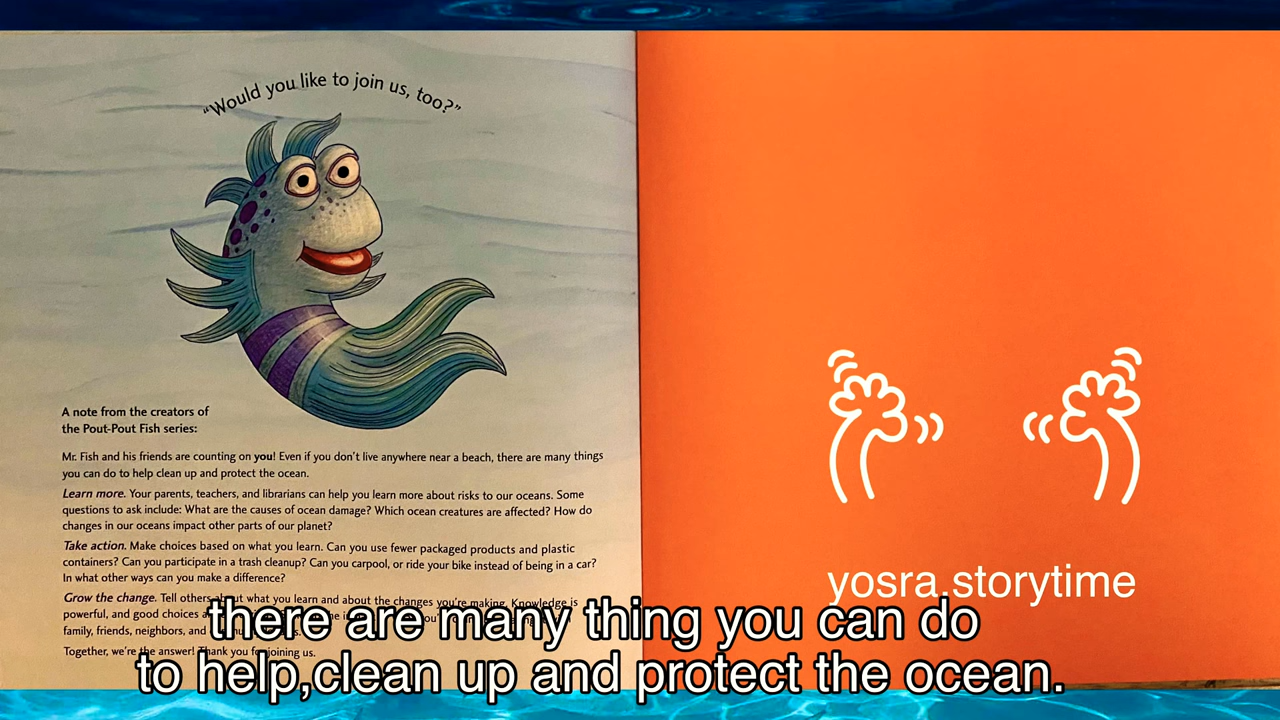 “Would you like to join us, too?”
A note from the creators of
the Pout-Pout Fish series:
Mr. Fish and his friends are counting on you! Even if you don’t live anywhere near a beach, there are many things
you can do to help clean up and protect the ocean.
Learn more. Your parents, teachers, and librarians can help you learn more about risks to our oceans. Some
questions to ask include: What are the causes of ocean damage? Which ocean creatures are affected? How do
changes in our oceans impact other parts of our planet?
Take action. Make choices based on what you learn. Can you use fewer packaged products and plastic
containers? Can you participate in a trash cleanup? Can you carpool, or ride your bike instead of being in a car?
In what other ways can you make a difference?
Grow the change. Tell others about what you learn and about the changes you’re making. Knowledge is
powerful, and good choices
family, friends, neighbors, and
Together, we’re the answer! Thank you for joining us.
yosra.storytime
there are many thing you can do
to help,clean up and protect the ocean.